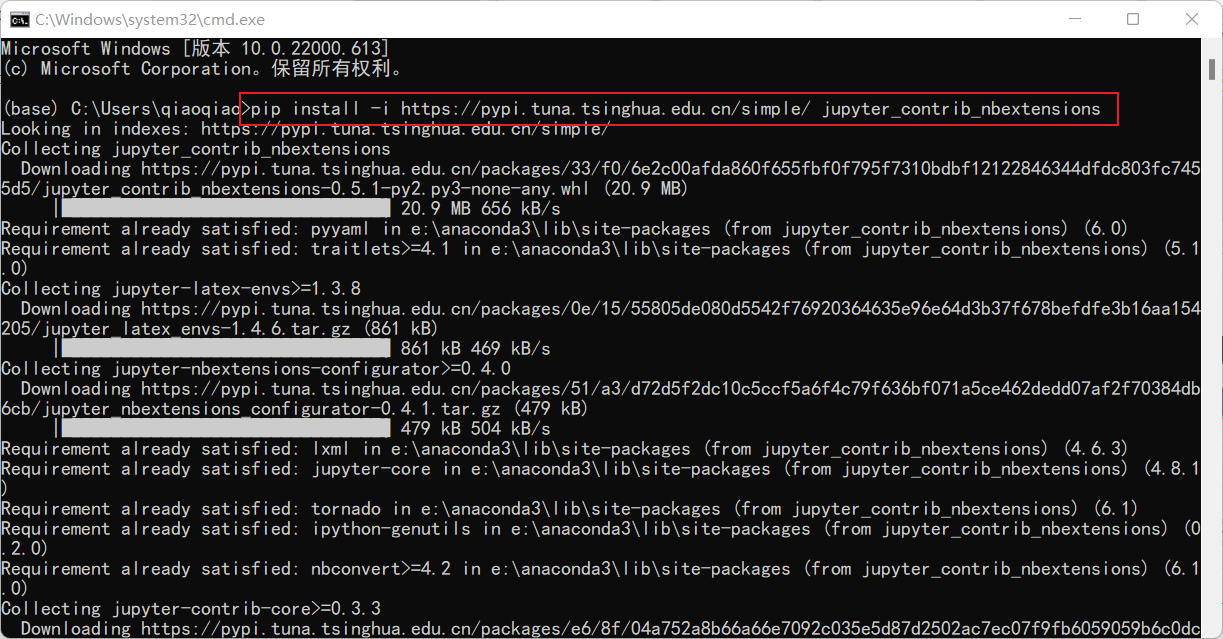 C:\Windows\system32\cmd.exe
Microsoft Windows [版本 10.0.22000.613]
(c) Microsoft Corporation。保留所有权利。
(base) C:\Users\qiaoqiao>pip install -i https://pypi.tuna.tsinghua.edu.cn/simple/ jupyter_contrib_nbextensions
Looking in indexes: https://pypi.tuna.tsinghua.edu.cn/simple/
Collecting jupyter_contrib_nbextensions
  Downloading https://pypi.tuna.tsinghua.edu.cn/packages/33/f0/6e2c00afda860f655fbf0f795f7310bdbf12122846344dfdc803fc745
5d5/jupyter_contrib_nbextensions-0.5.1-py2.py3-none-any.whl (20.9 MB)
     |████████████████████████████████| 20.9 MB 656 kB/s
Requirement already satisfied: pyyaml in e:\anaconda3\lib\site-packages (from jupyter_contrib_nbextensions) (6.0)
Requirement already satisfied: traitlets>=4.1 in e:\anaconda3\lib\site-packages (from jupyter_contrib_nbextensions) (5.1
.0)
Collecting jupyter-latex-envs>=1.3.8
  Downloading https://pypi.tuna.tsinghua.edu.cn/packages/0e/15/55805de080d5542f76920364635e96e64d3b37f678befdfe3b16aa154
205/jupyter_latex_envs-1.4.6.tar.gz (861 kB)
     |████████████████████████████████| 861 kB 469 kB/s
Collecting jupyter-nbextensions-configurator>=0.4.0
  Downloading https://pypi.tuna.tsinghua.edu.cn/packages/51/a3/d72d5f2dc10c5ccf5a6f4c79f636bf071a5ce462dedd07af2f70384db
6cb/jupyter_nbextensions_configurator-0.4.1.tar.gz (479 kB)
     |████████████████████████████████| 479 kB 504 kB/s
Requirement already satisfied: lxml in e:\anaconda3\lib\site-packages (from jupyter_contrib_nbextensions) (4.6.3)
Requirement already satisfied: jupyter-core in e:\anaconda3\lib\site-packages (from jupyter_contrib_nbextensions) (4.8.1
)
Requirement already satisfied: tornado in e:\anaconda3\lib\site-packages (from jupyter_contrib_nbextensions) (6.1)
Requirement already satisfied: ipython-genutils in e:\anaconda3\lib\site-packages (from jupyter_contrib_nbextensions) (0
.2.0)
Requirement already satisfied: nbconvert>=4.2 in e:\anaconda3\lib\site-packages (from jupyter_contrib_nbextensions) (6.1
.0)
Collecting jupyter-contrib-core>=0.3.3
  Downloading https://pypi.tuna.tsinghua.edu.cn/packages/e6/8f/04a752a8b66a66e7092c035e5d87d2502ac7ec07f9fb6059059b6c0dc